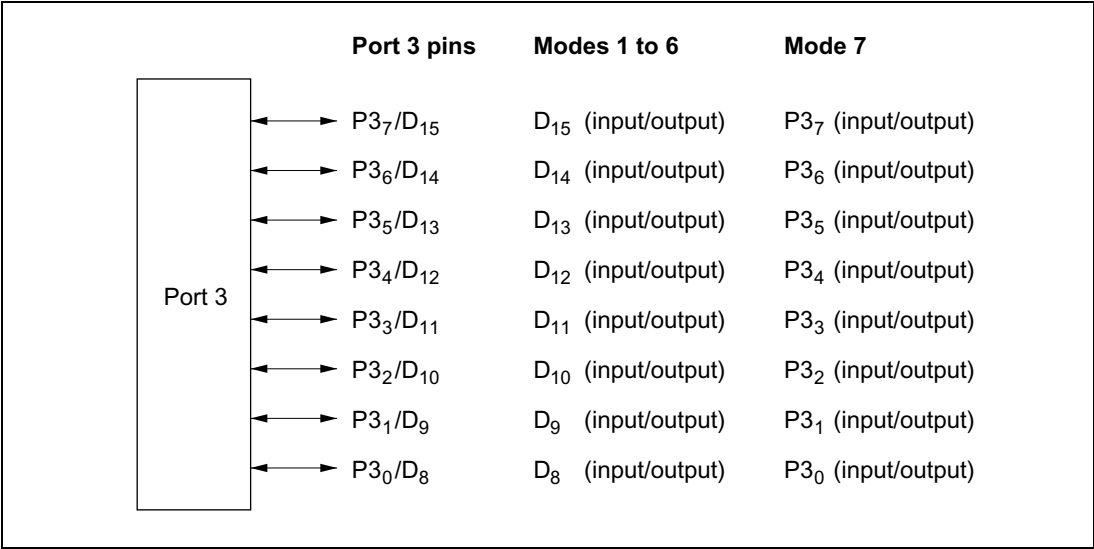 Port 3 pins Modes 1 to 6 Mode 7
P3₇/D₁₅ D₁₅ (input/output) P3₇ (input/output)
P3₆/D₁₄ D₁₄ (input/output) P3₆ (input/output)
P3₅/D₁₃ D₁₃ (input/output) P3₅ (input/output)
P3₄/D₁₂ D₁₂ (input/output) P3₄ (input/output)
Port 3
P3₃/D₁₁ D₁₁ (input/output) P3₃ (input/output)
P3₂/D₁₀ D₁₀ (input/output) P3₂ (input/output)
P3₁/D₉ D₉ (input/output) P3₁ (input/output)
P3₀/D₈ D₈ (input/output) P3₀ (input/output)